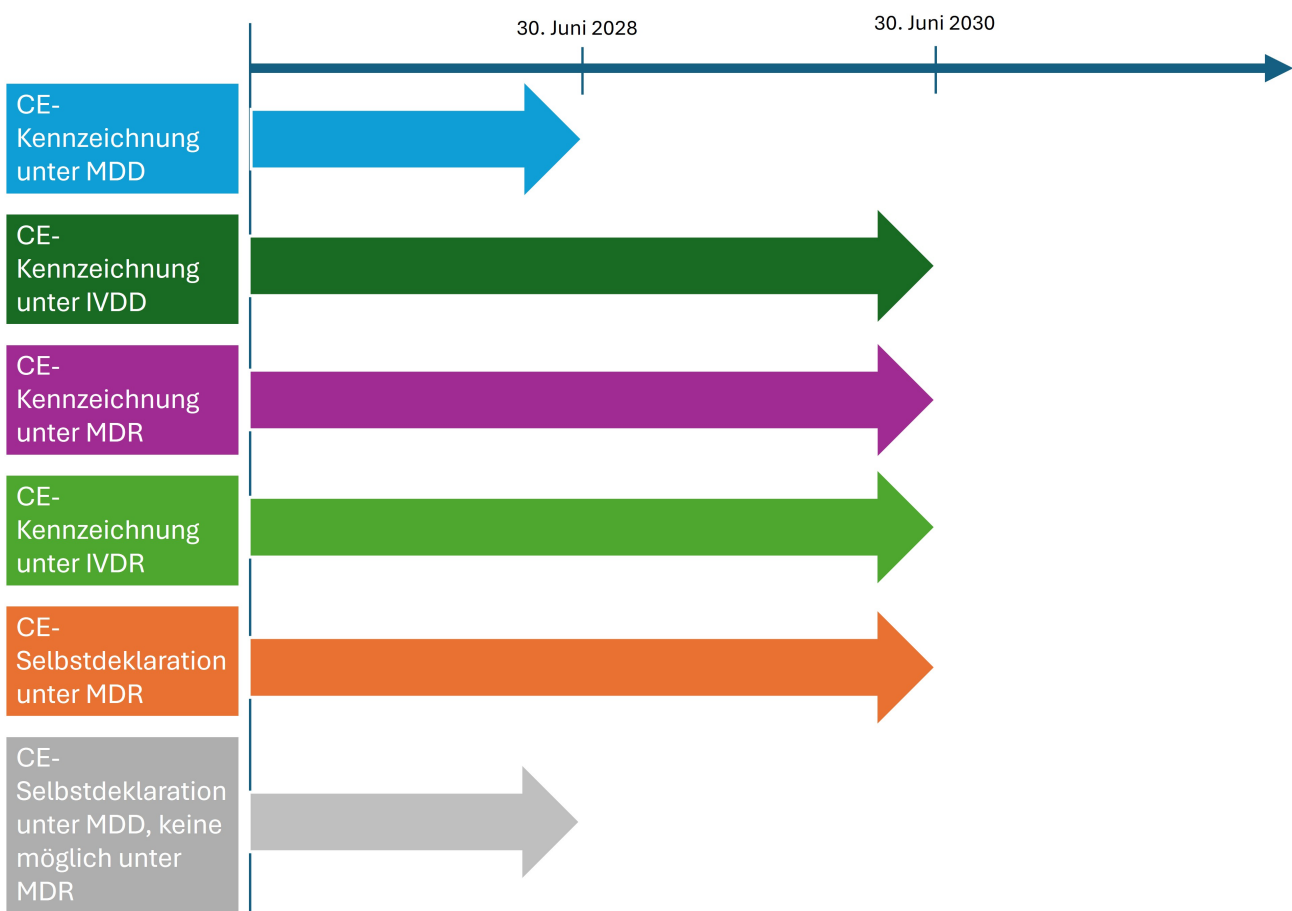 30. Juni 2028
30. Juni 2030
CE-
Kennzeichnung
unter MDD
CE-
Kennzeichnung
unter IVDD
CE-
Kennzeichnung
unter MDR
CE-
Kennzeichnung
unter IVDR
CE-
Selbstdeklaration
unter MDR
CE-
Selbstdeklaration
unter MDD, keine
möglich unter
MDR